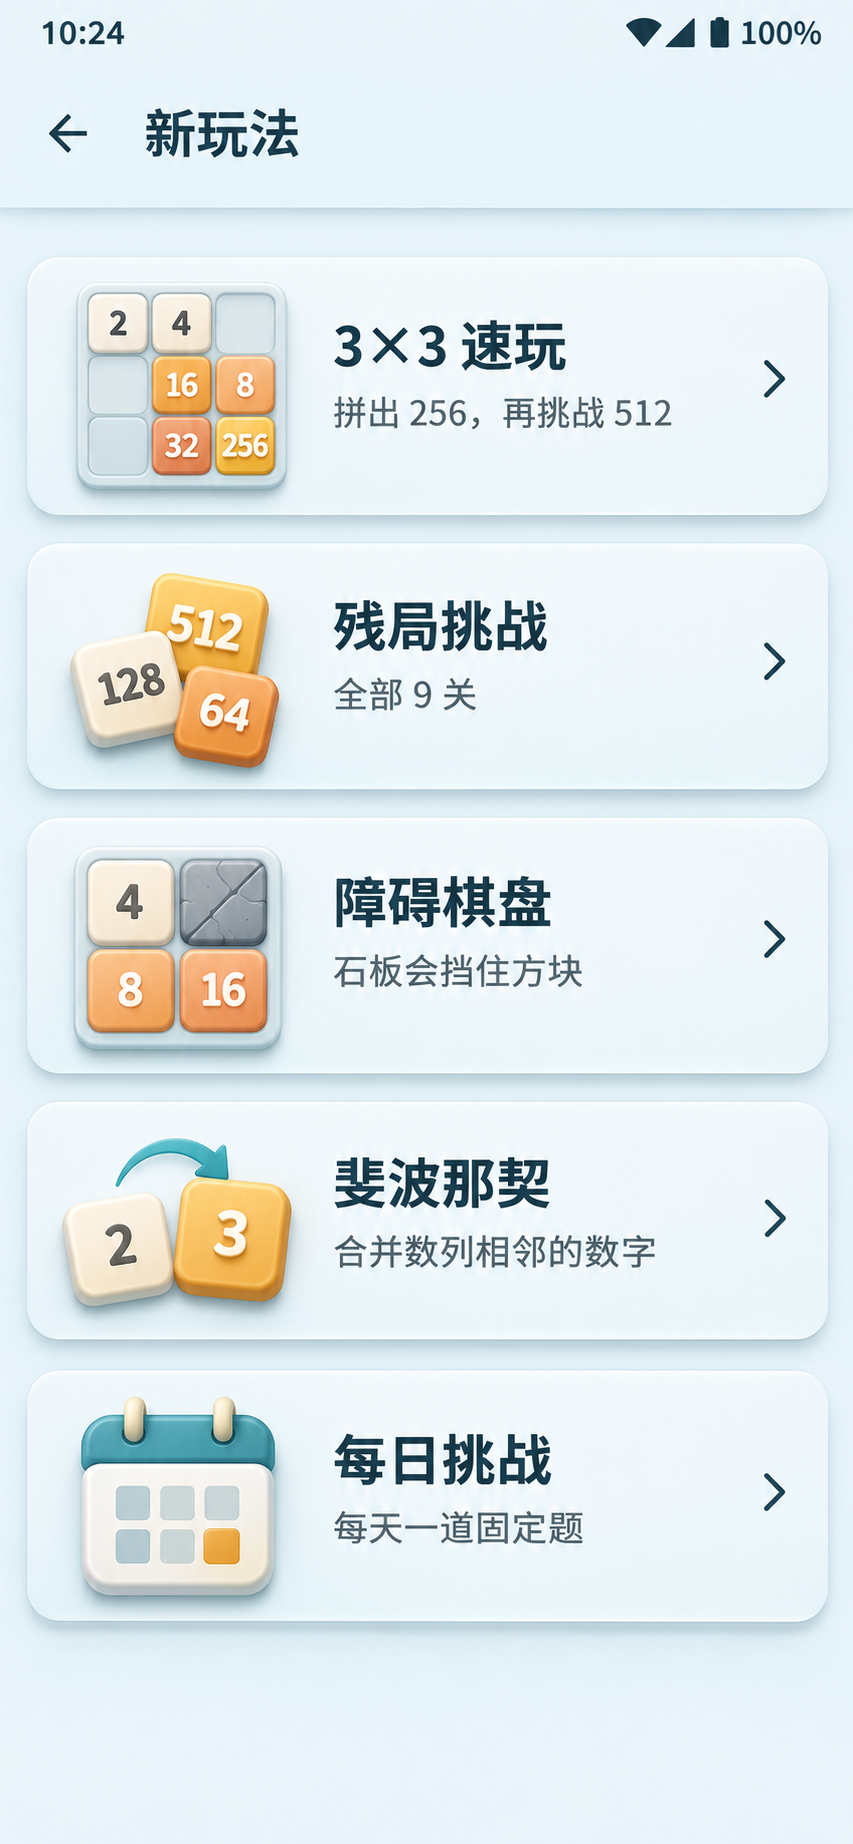 10:24 100%
新玩法
2 4
16 8
32 256
3×3 速玩
拼出 256，再挑战 512
512
128
64
残局挑战
全部 9 关
4
8 16
障碍棋盘
石板会挡住方块
2 3
斐波那契
合并数列相邻的数字
每日挑战
每天一道固定题